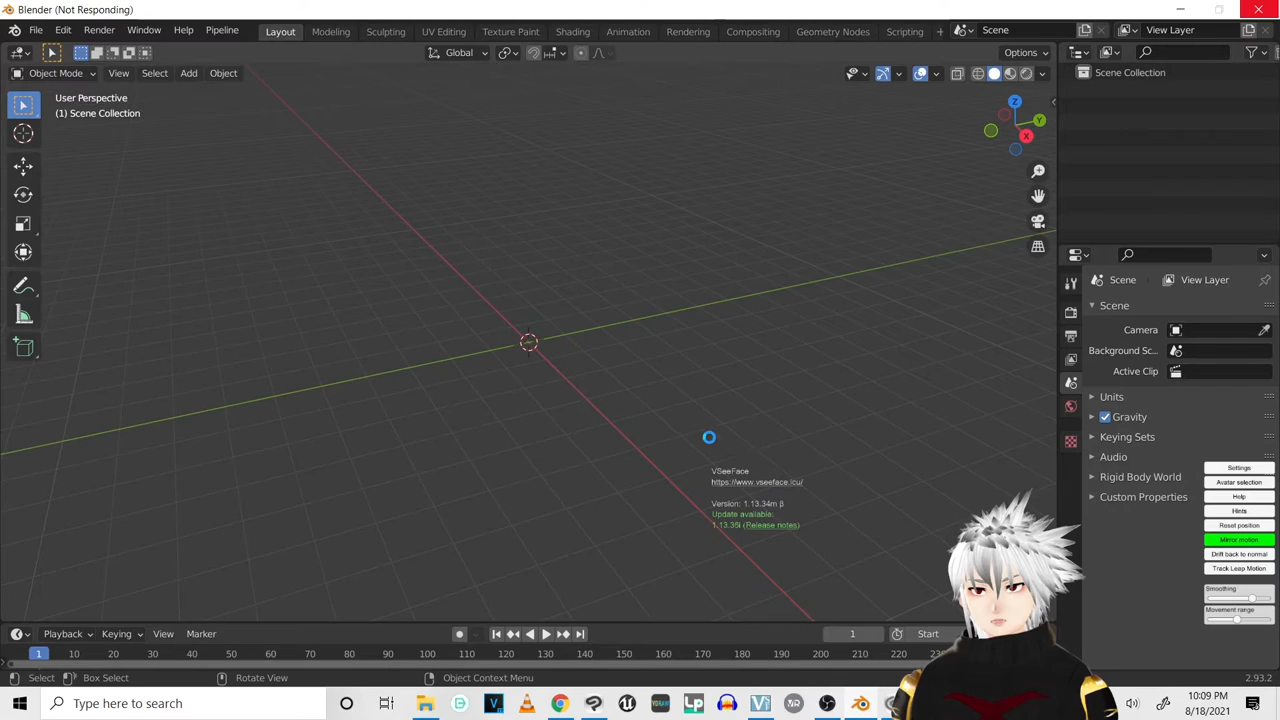 Blender (Not Responding)
File Edit Render Window Help Layout Modeling Sculpting UV Editing Texture Paint Shading Animation Rendering Compositing Geometry Nodes Scripting + Scene View Layer
Global Options
Object Mode View Select Add Object
Scene Collection
User Perspective
(1) Scene Collection
Z
Y
X
Scene View Layer
Scene
Camera
Background Sc...
Active Clip
Units
Gravity
Keying Sets
Audio
Rigid Body World
Custom Properties
Settings
Avatar selection
Help
Hints
Reset position
Mirror motion
Drift back to normal
Track Leap Motion
Smoothing
Movement range
VSeeFace
https://www.vseeface.icu/
Version: 1.13.34m β
Update available:
1.13.35l (Release notes)
Playback Keying View Marker 1 Start
1 10 20 30 40 50 60 70 80 90 100 110 120 130 140 150 160 170 180 190 200 210 220
Select Box Select Rotate View Object Context Menu 2.93.2
Type here to search
10:09 PM
8/18/2021